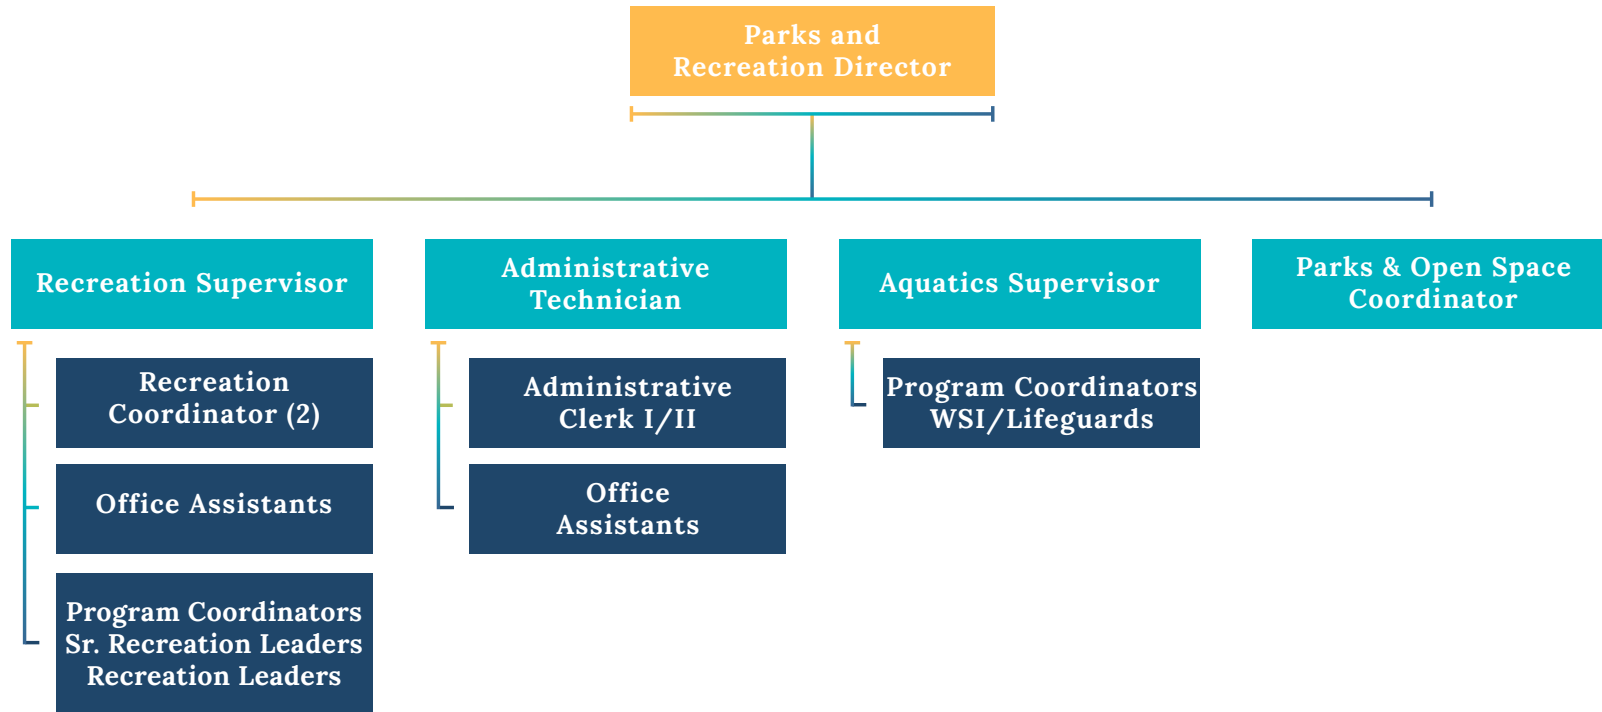 Parks and
Recreation Director
Recreation Supervisor
Administrative
Technician
Aquatics Supervisor
Parks & Open Space
Coordinator
Recreation
Coordinator (2)
Office Assistants
Program Coordinators
Sr. Recreation Leaders
Recreation Leaders
Administrative
Clerk I/II
Office
Assistants
Program Coordinators
WSI/Lifeguards